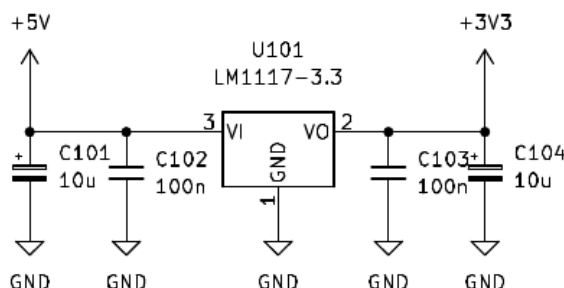 +5V
+3V3
U101
LM1117-3.3
3
VI
VO
2
GND
1
+
C101
10u
C102
100n
C103
100n
+
C104
10u
GND
GND
GND
GND
GND